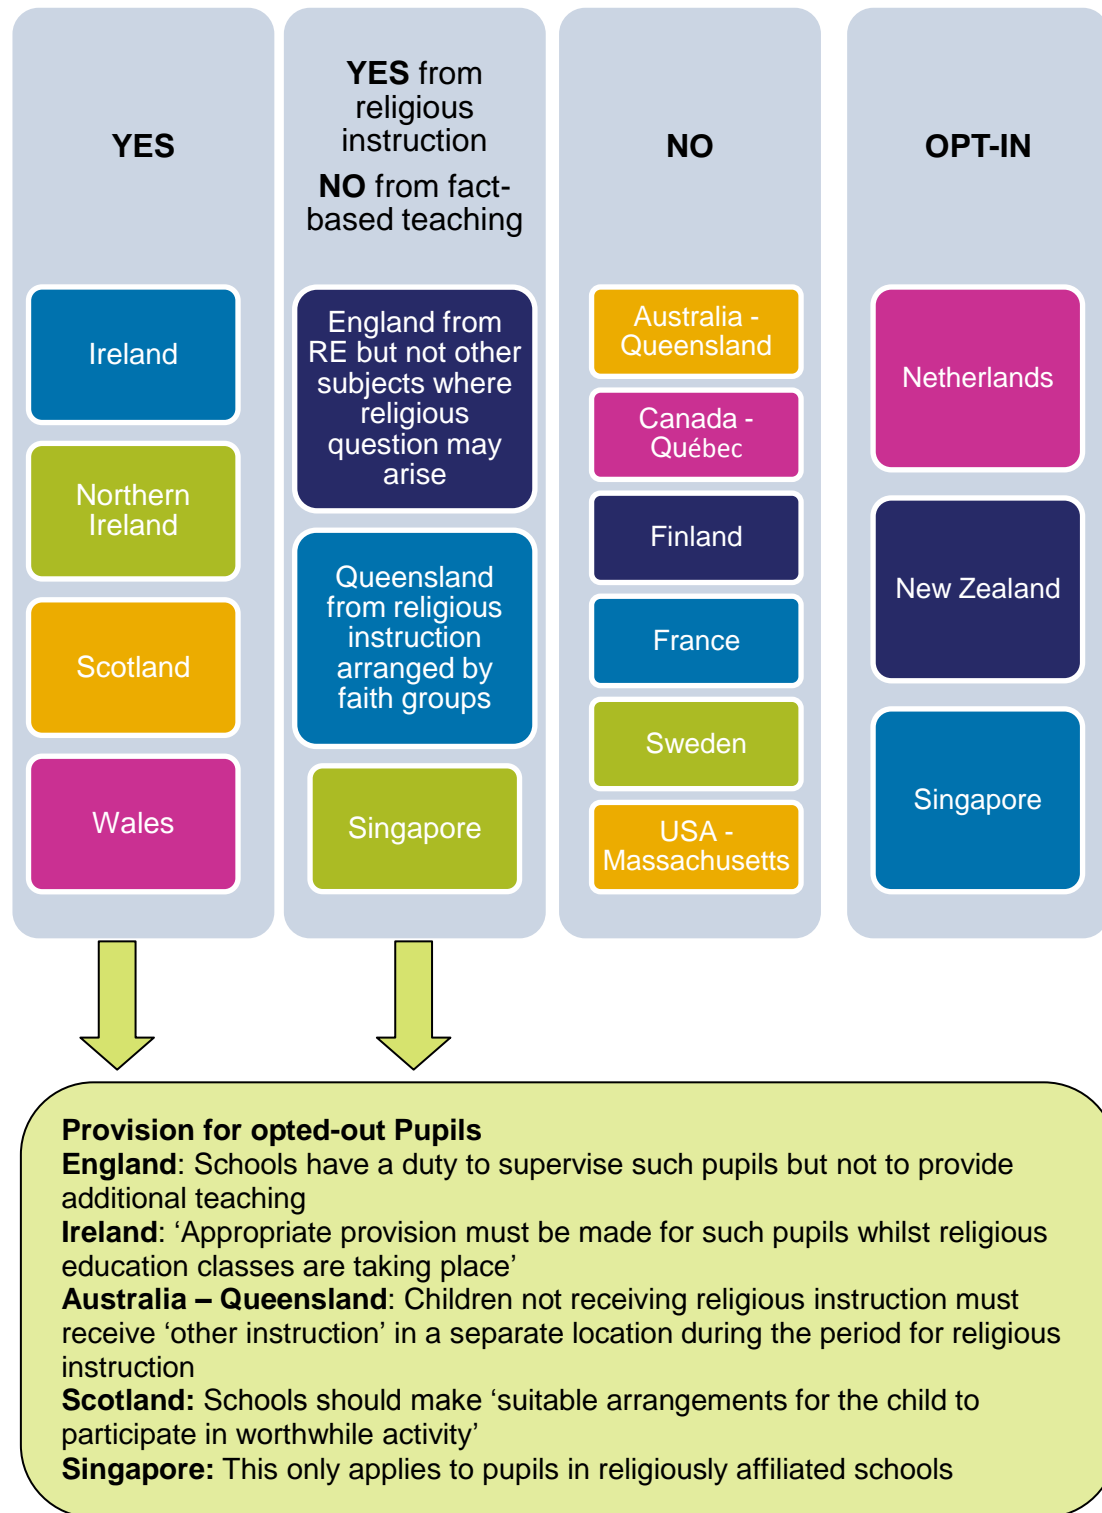 YES
Ireland
Northern
Ireland
Scotland
Wales
YES from
religious
instruction
NO from fact-
based teaching
England from
RE but not other
subjects where
religious
question may
arise
Queensland
from religious
instruction
arranged by
faith groups
Singapore
NO
Australia -
Queensland
Canada -
Québec
Finland
France
Sweden
USA -
Massachusetts
OPT-IN
Netherlands
New Zealand
Singapore
Provision for opted-out Pupils
England: Schools have a duty to supervise such pupils but not to provide
additional teaching
Ireland: ‘Appropriate provision must be made for such pupils whilst religious
education classes are taking place’
Australia – Queensland: Children not receiving religious instruction must
receive ‘other instruction’ in a separate location during the period for religious
instruction
Scotland: Schools should make ‘suitable arrangements for the child to
participate in worthwhile activity’
Singapore: This only applies to pupils in religiously affiliated schools